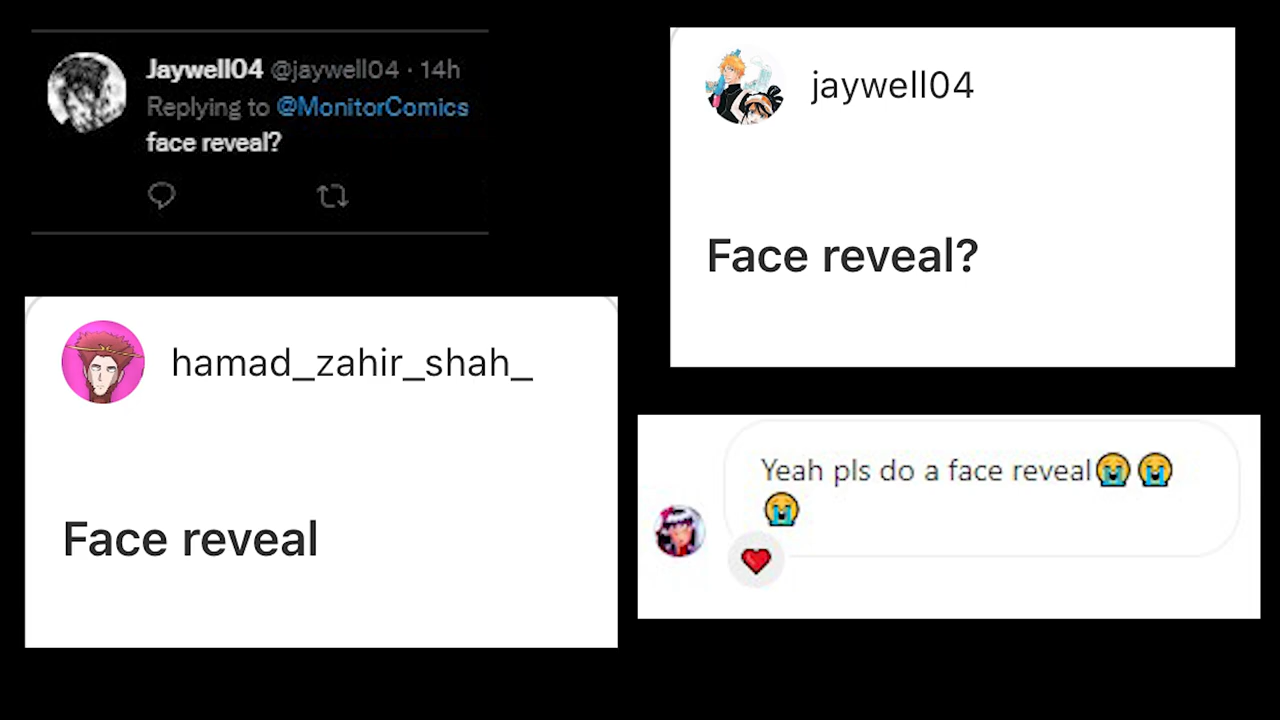 Jaywell04 @jaywell04 · 14h
Replying to @MonitorComics
face reveal?
jaywell04
Face reveal?
hamad_zahir_shah_
Face reveal
Yeah pls do a face reveal😭😭
😭